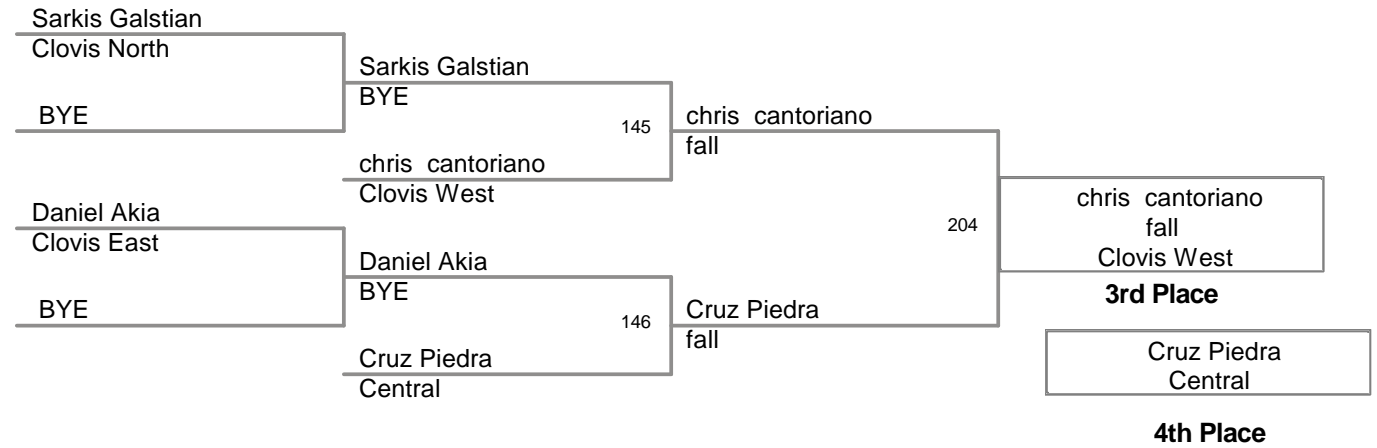 Sarkis Galstian
Clovis North
BYE
Daniel Akia
Clovis East
BYE
Sarkis Galstian
BYE
chris  cantoriano
Clovis West
Daniel Akia
BYE
Cruz Piedra
Central
145
146
chris  cantoriano
fall
Cruz Piedra
fall
204
chris  cantoriano
fall
Clovis West
3rd Place
Cruz Piedra
Central
4th Place